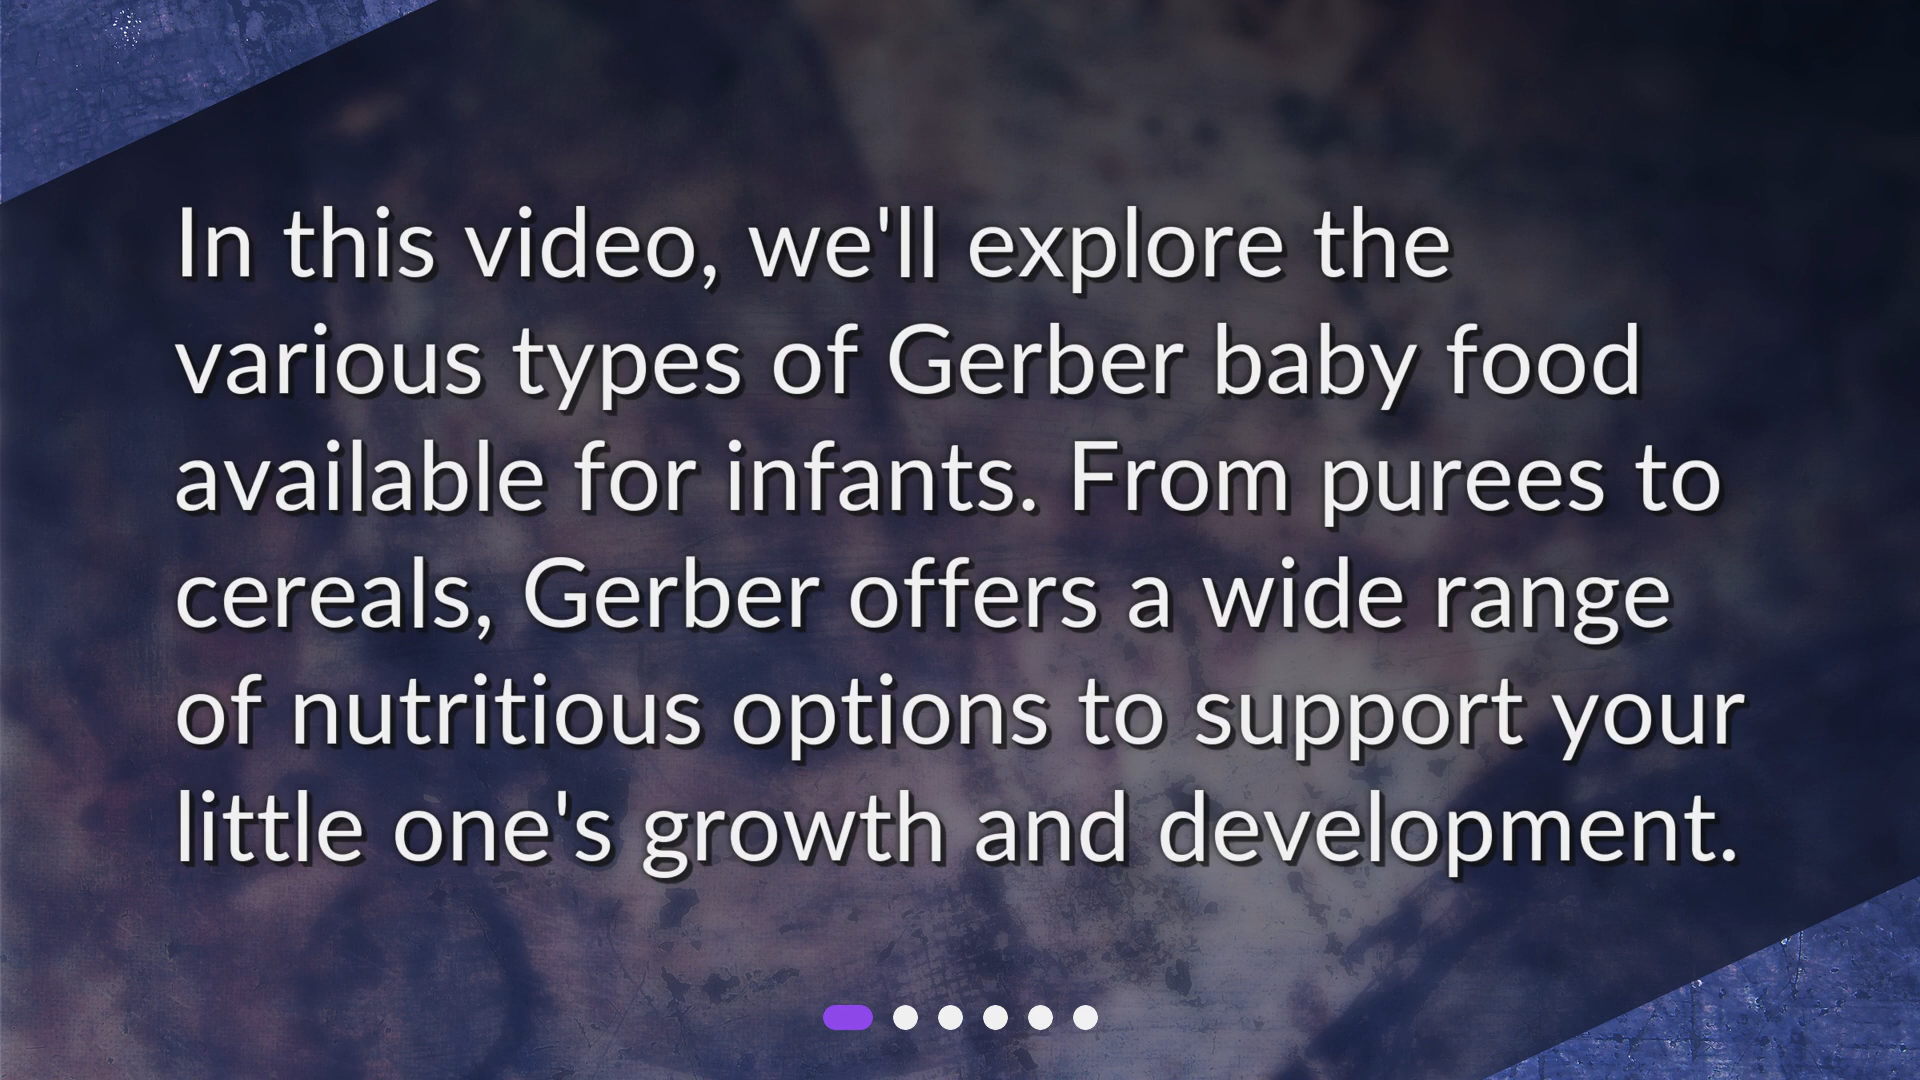 In this video, we'll explore the
various types of Gerber baby food
available for infants. From purees to
cereals, Gerber offers a wide range
of nutritious options to support your
little one's growth and development.